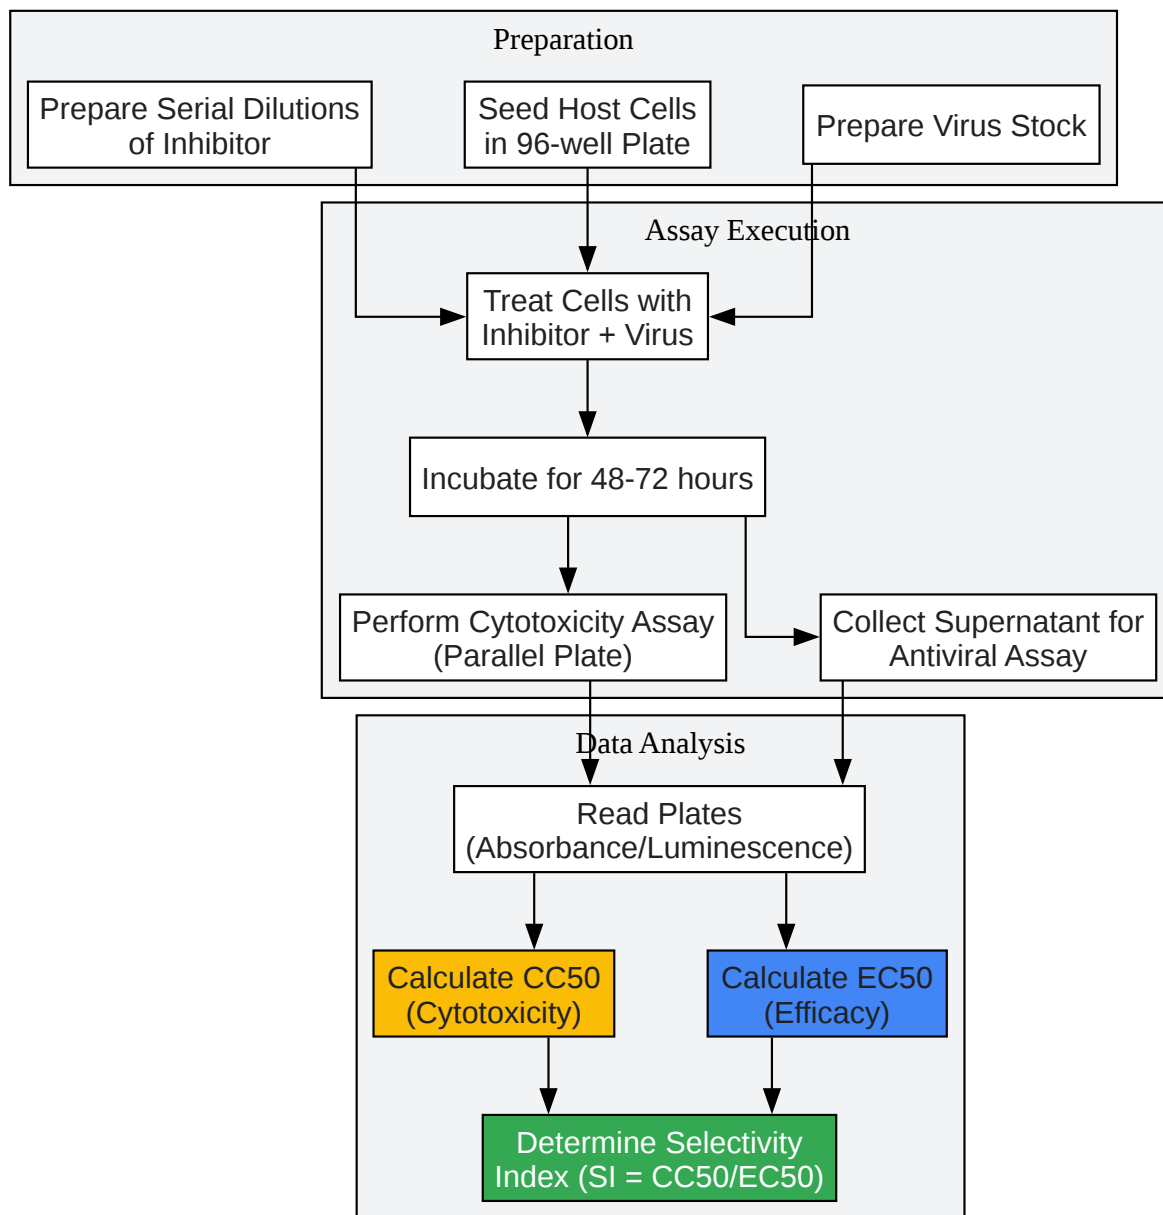 Preparation
Prepare Serial Dilutions
of Inhibitor
Seed Host Cells
in 96-well Plate
Prepare Virus Stock
Assay Execution
Treat Cells with
Inhibitor + Virus
Incubate for 48-72 hours
Perform Cytotoxicity Assay
(Parallel Plate)
Collect Supernatant for
Antiviral Assay
Data Analysis
Read Plates
(Absorbance/Luminescence)
Calculate CC50
(Cytotoxicity)
Calculate EC50
(Efficacy)
Determine Selectivity
Index (SI = CC50/EC50)